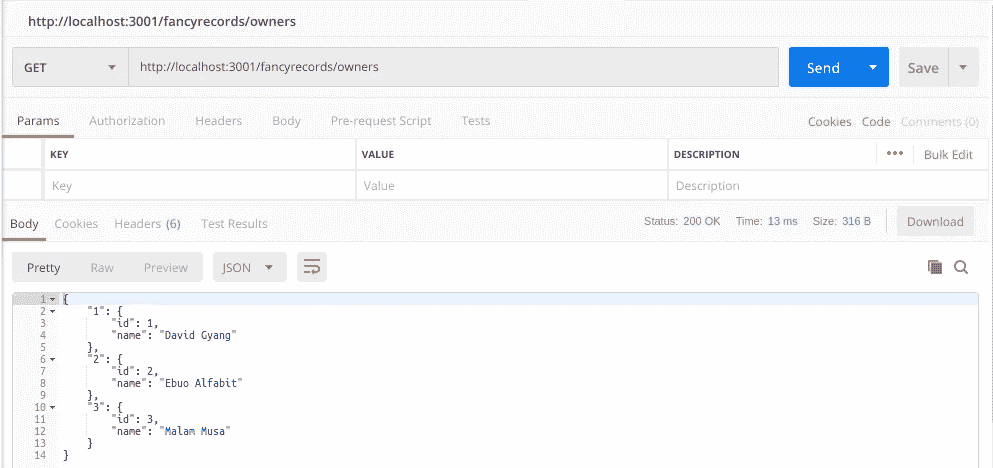 http://localhost:3001/fancyrecords/owners
GET http://localhost:3001/fancyrecords/owners Send Save
Params Authorization Headers Body Pre-request Script Tests Cookies Code Comments (0)
KEY VALUE DESCRIPTION ••• Bulk Edit
Key Value Description
Body Cookies Headers (6) Test Results Status: 200 OK Time: 13 ms Size: 316 B Download
Pretty Raw Preview JSON
1 {
2 "1": {
3 "id": 1,
4 "name": "David Gyang"
5 },
6 "2": {
7 "id": 2,
8 "name": "Ebuo Alfabit"
9 },
10 "3": {
11 "id": 3,
12 "name": "Malam Musa"
13 }
14 }